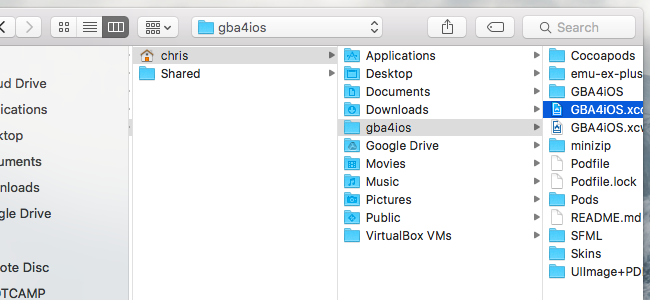 gba4ios
Search
ud Drive
ications
ktop
uments
nloads
gle Drive
ote Disc
OTCAMP
chris
Shared
Applications
Desktop
Documents
Downloads
gba4ios
Google Drive
Movies
Music
Pictures
Public
VirtualBox VMs
Cocoapods
emu-ex-plus
GBA4iOS
GBA4iOS.xco
GBA4iOS.xcw
minizip
Podfile
Podfile.lock
Pods
README.md
SFML
Skins
UIImage+PD